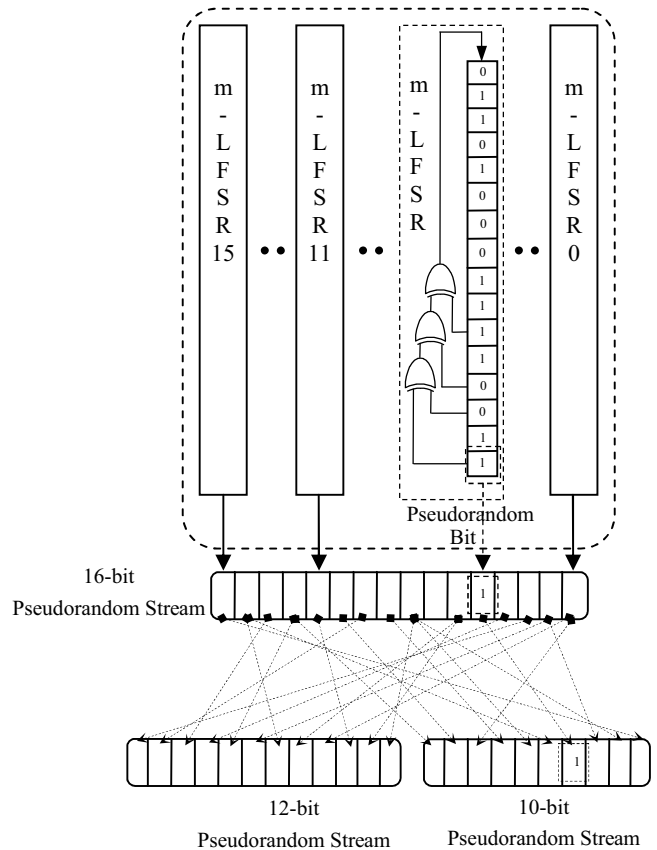 m
-
L
F
S
R
15
m
-
L
F
S
R
11
m
-
L
F
S
R
0
1
1
0
1
0
0
0
1
1
1
1
0
0
1
1
m
-
L
F
S
R
0
Pseudorandom
Bit
16-bit
Pseudorandom Stream
1
1
12-bit
Pseudorandom Stream
10-bit
Pseudorandom Stream